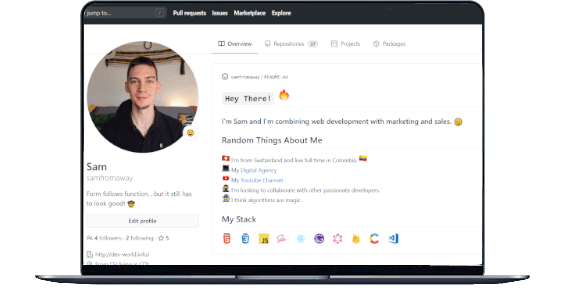 jump to...
/
Pull requests Issues Marketplace Explore
Overview Repositories 27 Projects Packages
samfromaway / README.md
Hey There! 🔥
I'm Sam and I'm combining web development with marketing and sales. 😄
Random Things About Me
🇨🇭 I'm from Switzerland and live full time in Colombia 🇨🇴
My Digital Agency
My Youtube Channel
I'm looking to collaborate with other passionate developers.
I think algorithms are magic.
My Stack
JS
Sam
samfromaway
Form follows function... but it still has
to look good! 🤠
Edit profile
4 followers · 2 following · 5
http://dev-world.info/